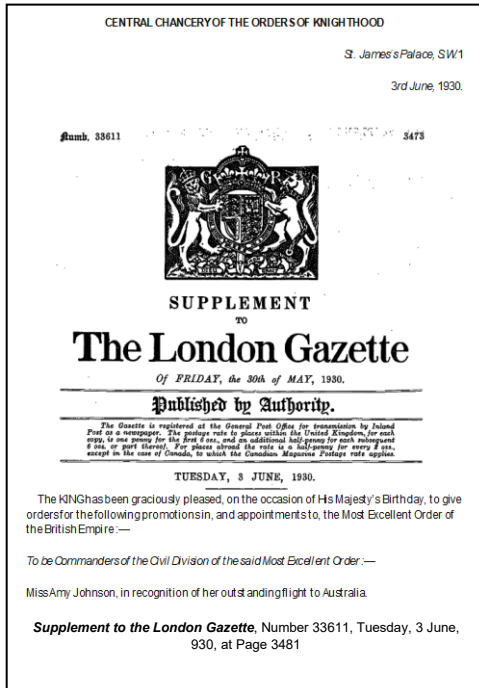 CENTRAL CHANCERY OF THE ORDERS OF KNIGHTHOOD
St. James's Palace, S.W.1
3rd June, 1930.
Numb. 33611
3473
G R
SUPPLEMENT
TO
The London Gazette
Of FRIDAY, the 30th of MAY, 1930.
Published by Authority.
The Gazette is registered at the General Post Office for transmission by Inland
Post as a newspaper. The postage rate to places within the United Kingdom, for each
copy, is one penny for the first 6 ozs., and an additional half-penny for each subsequent
6 ozs. or part thereof. For places abroad the rate is a half-penny for every 2 ozs.,
except in the case of Canada, to which the Canadian Magazine Postage rate applies.
TUESDAY, 3 JUNE, 1930.
The KING has been graciously pleased, on the occasion of His Majesty's Birthday, to give
orders for the following promotions in, and appointments to, the Most Excellent Order of
the British Empire:—
To be Commanders of the Civil Division of the said Most Excellent Order:—
Miss Amy Johnson, in recognition of her outstanding flight to Australia.
Supplement to the London Gazette, Number 33611, Tuesday, 3 June,
930, at Page 3481